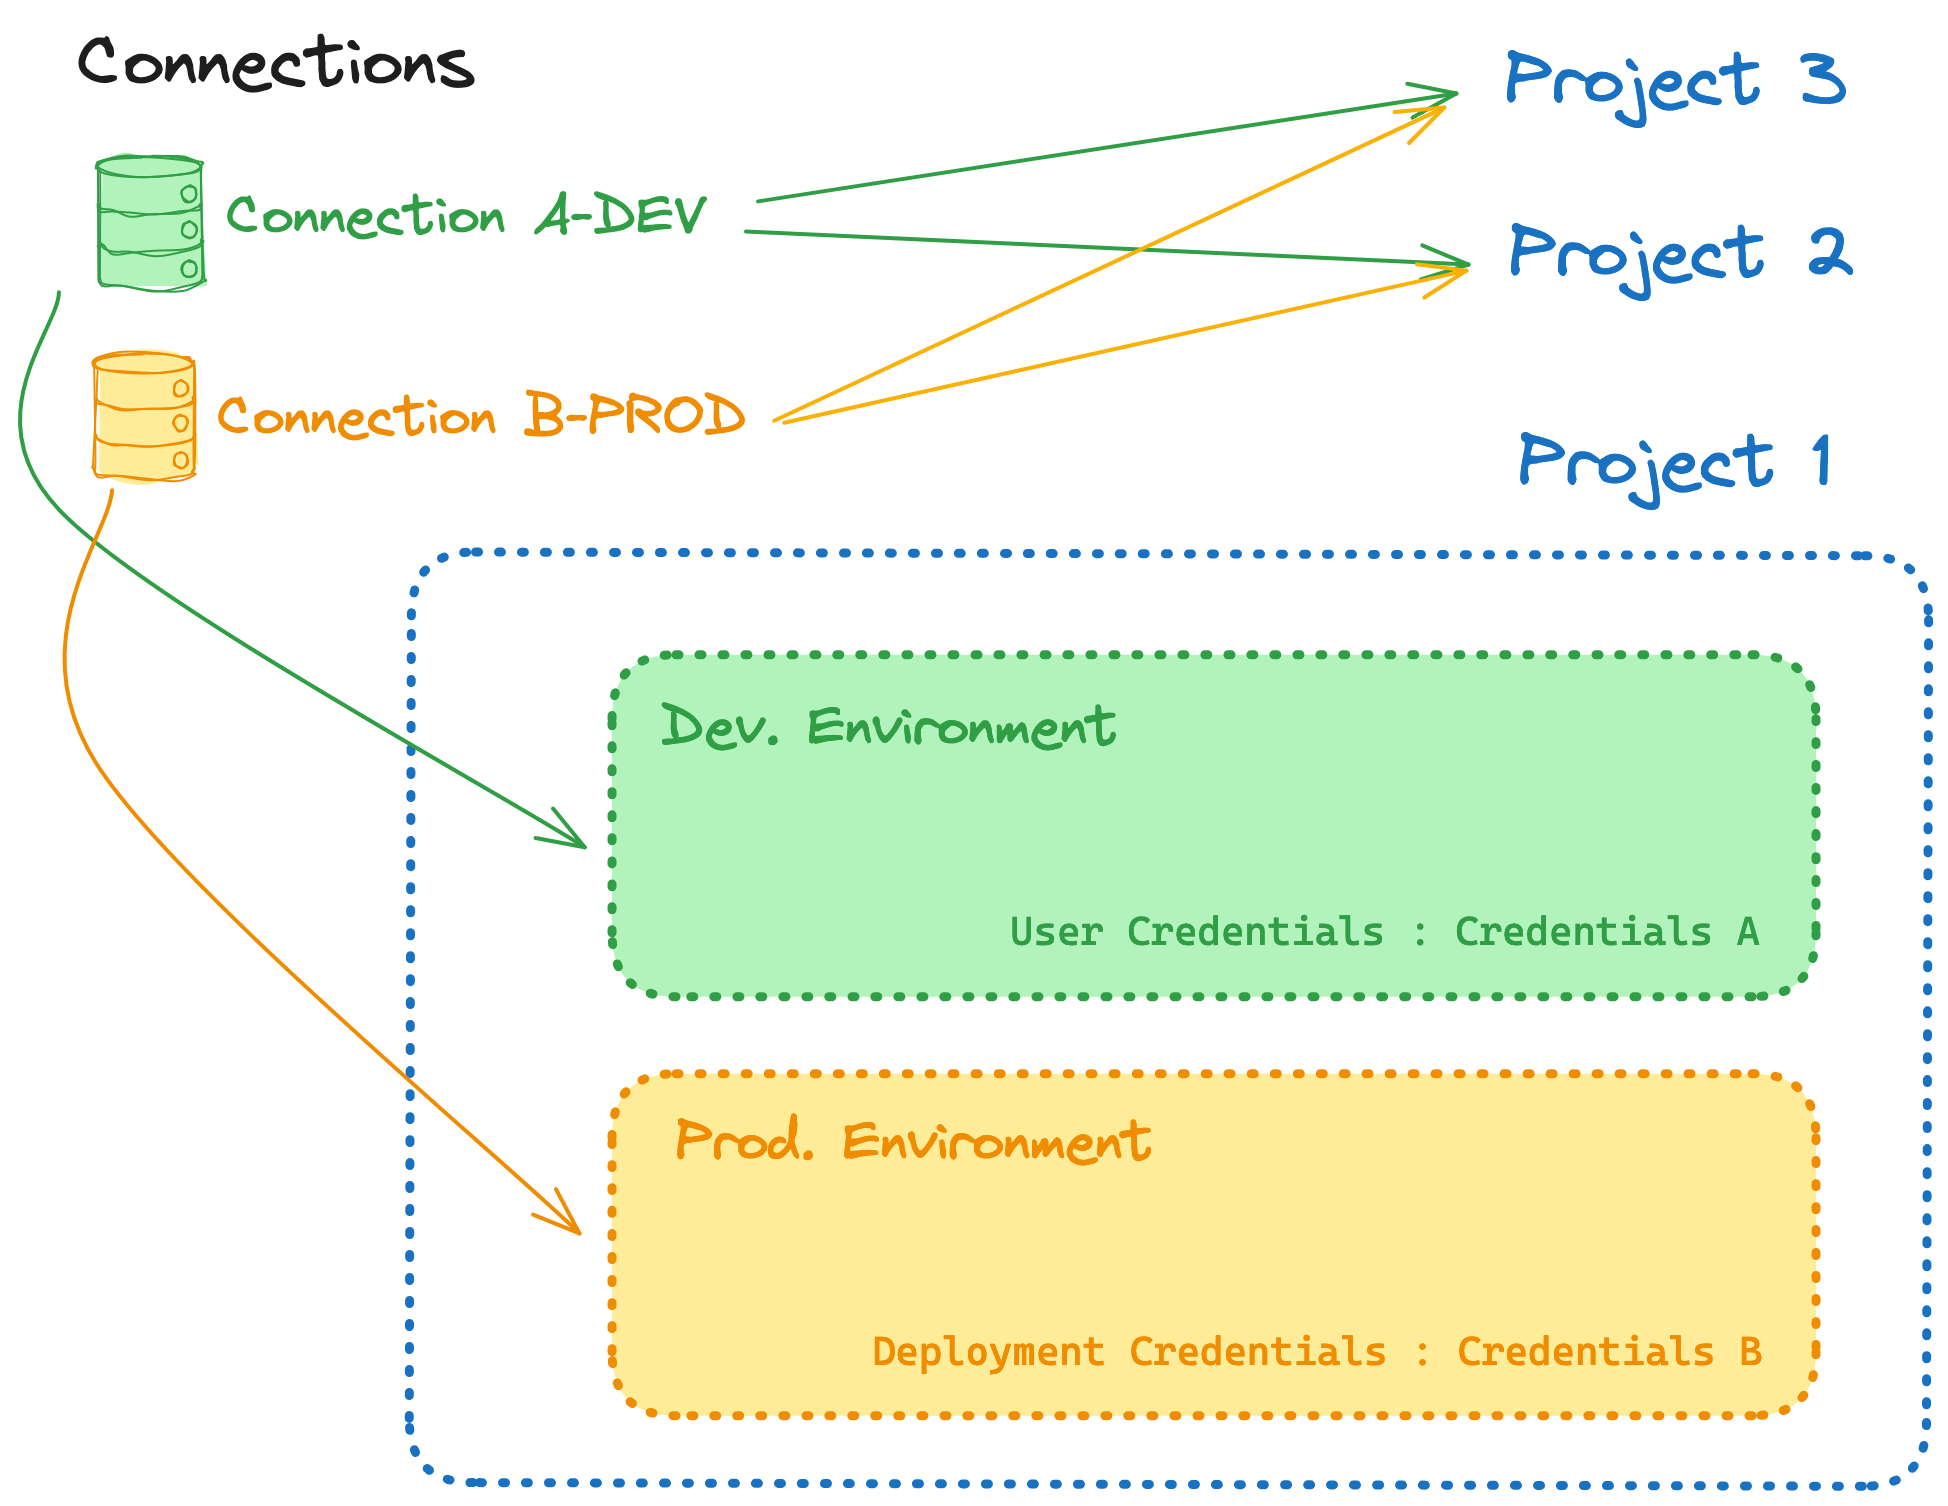 Connections
Project 3
Connection A-DEV
Project 2
Connection B-PROD
Project 1
Dev. Environment
User Credentials : Credentials A
Prod. Environment
Deployment Credentials : Credentials B